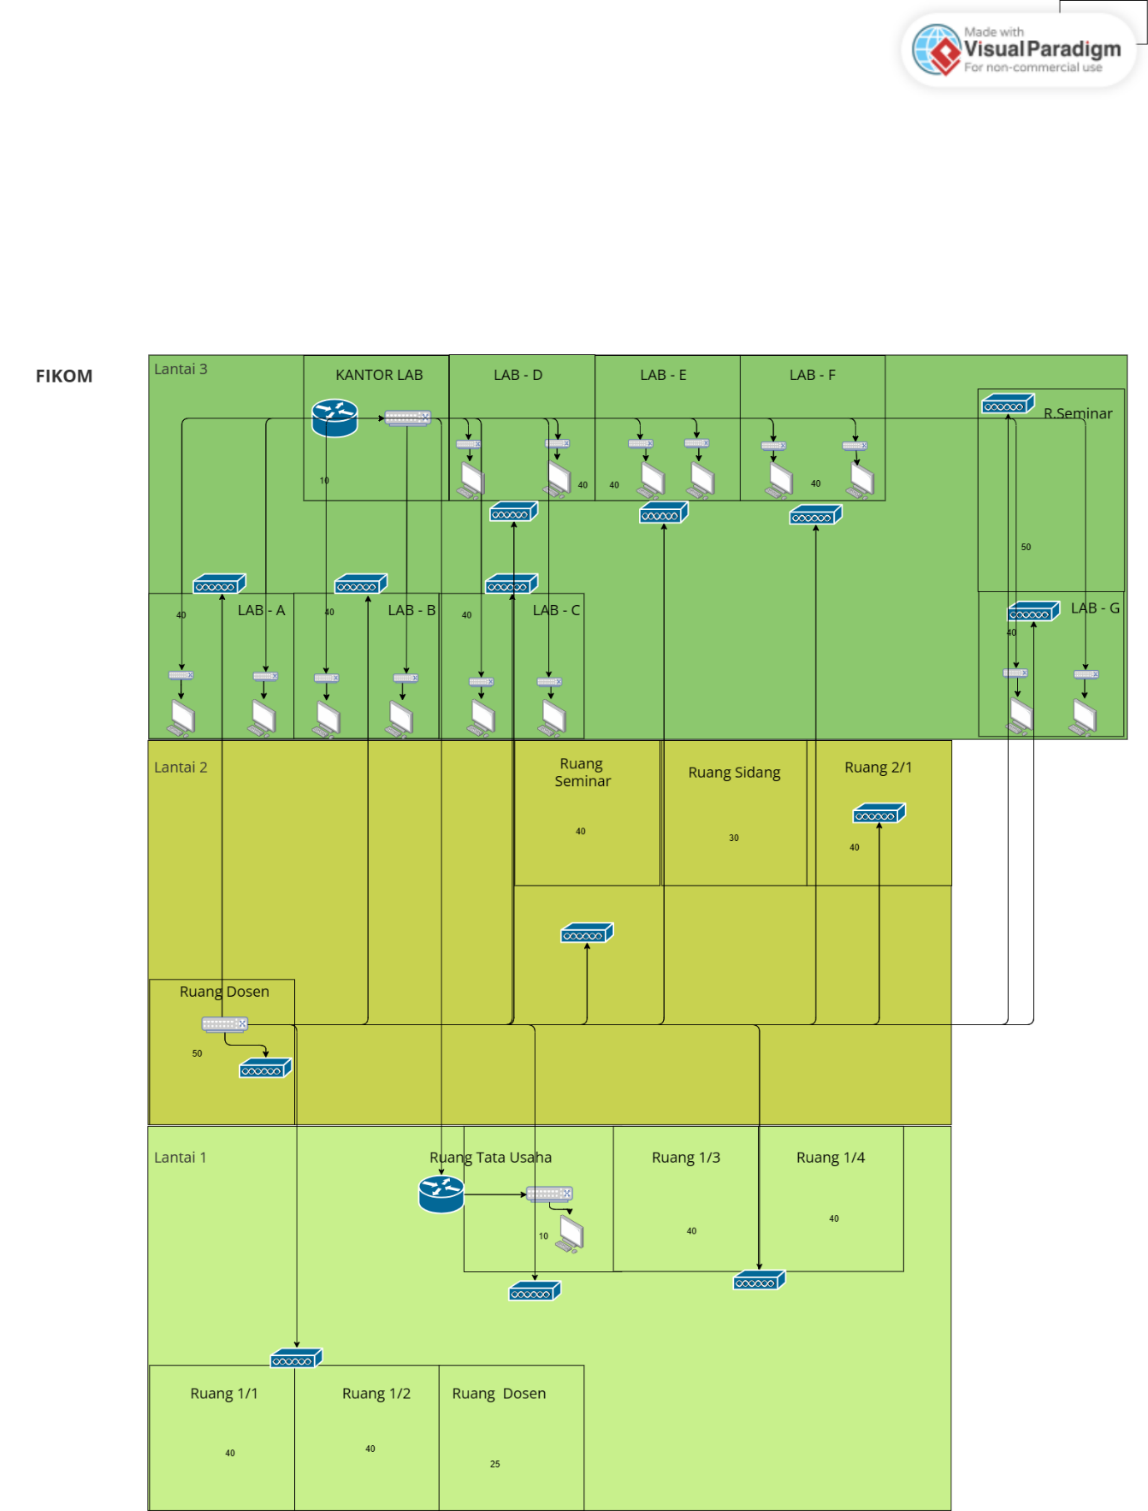 Made with
VisualParadigm
For non-commercial use
FIKOM
Lantai 3
KANTOR LAB
LAB - D
LAB - E
LAB - F
R.Seminar
10
40
40
40
50
LAB - A
LAB - B
LAB - C
LAB - G
40
40
40
40
Lantai 2
Ruang
Seminar
Ruang Sidang
Ruang 2/1
40
30
40
Ruang Dosen
50
Lantai 1
Ruang Tata Usaha
Ruang 1/3
Ruang 1/4
10
40
40
Ruang 1/1
Ruang 1/2
Ruang Dosen
40
40
25